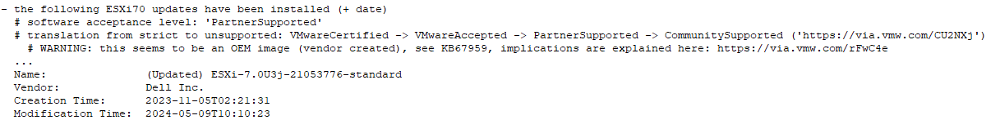 - the following ESXi70 updates have been installed (+ date)
# software acceptance level: 'PartnerSupported'
# translation from strict to unsupported: VMwareCertified -> VMwareAccepted -> PartnerSupported -> CommunitySupported ('https://via.vmw.com/CU2NXj')
# WARNING: this seems to be an OEM image (vendor created), see KB67959, implications are explained here: https://via.vmw.com/rFwC4e
...
Name: (Updated) ESXi-7.0U3j-21053776-standard
Vendor: Dell Inc.
Creation Time: 2023-11-05T02:21:31
Modification Time: 2024-05-09T10:10:23